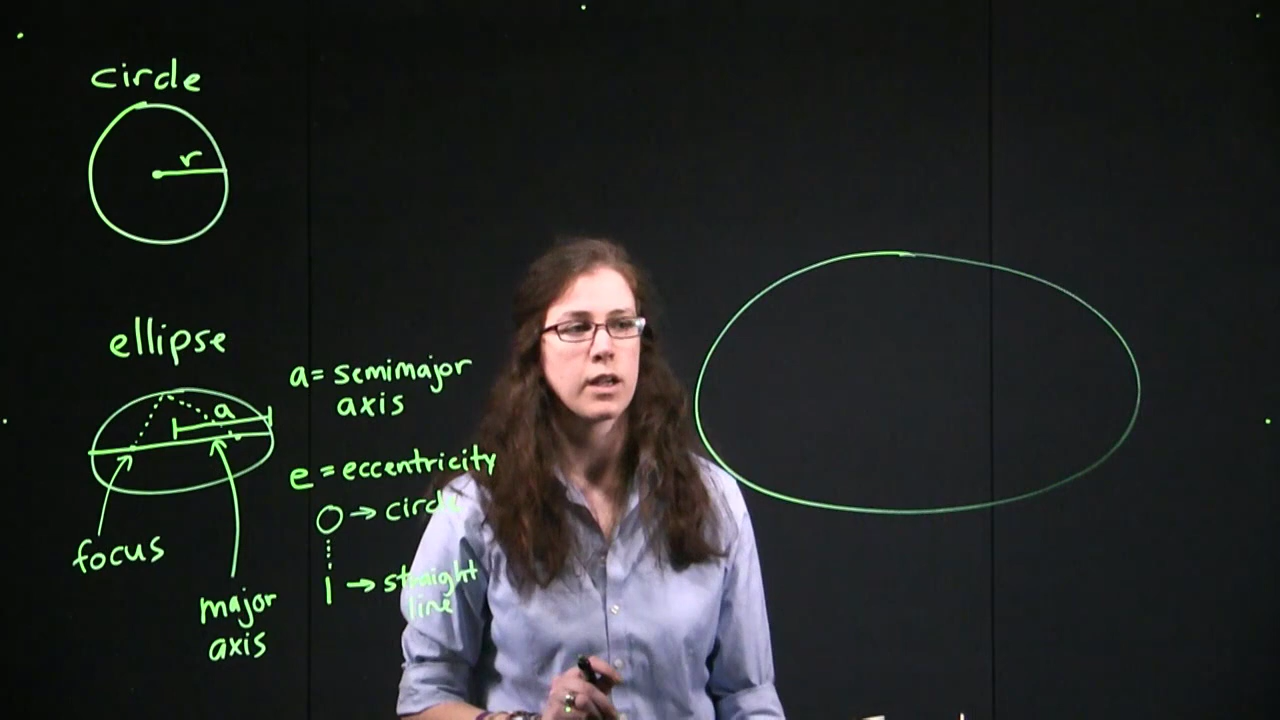 circle
r
ellipse
a
focus
major
axis
a = semimajor
axis
e = eccentricity
0 → circle
1 → straight
line